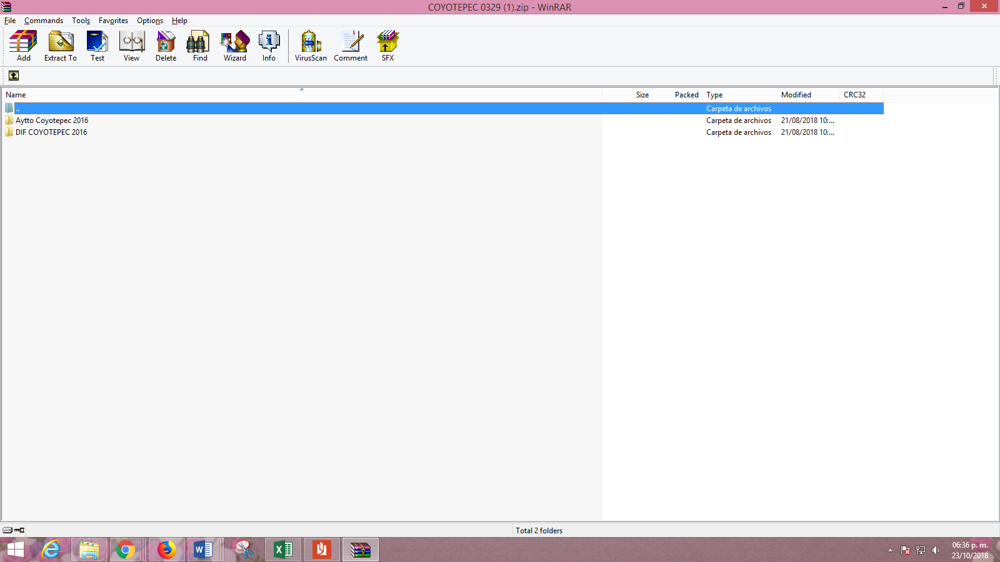 COYOTEPEC 0329 (1).zip - WinRAR
File Commands Tools Favorites Options Help
Add Extract To Test View Delete Find Wizard Info VirusScan Comment SFX
Name Size Packed Type Modified CRC32
.. Carpeta de archivos
Aytto Coyotepec 2016 Carpeta de archivos 21/08/2018 10:...
DIF COYOTEPEC 2016 Carpeta de archivos 21/08/2018 10:...
Total 2 folders
06:36 p. m.
23/10/2018